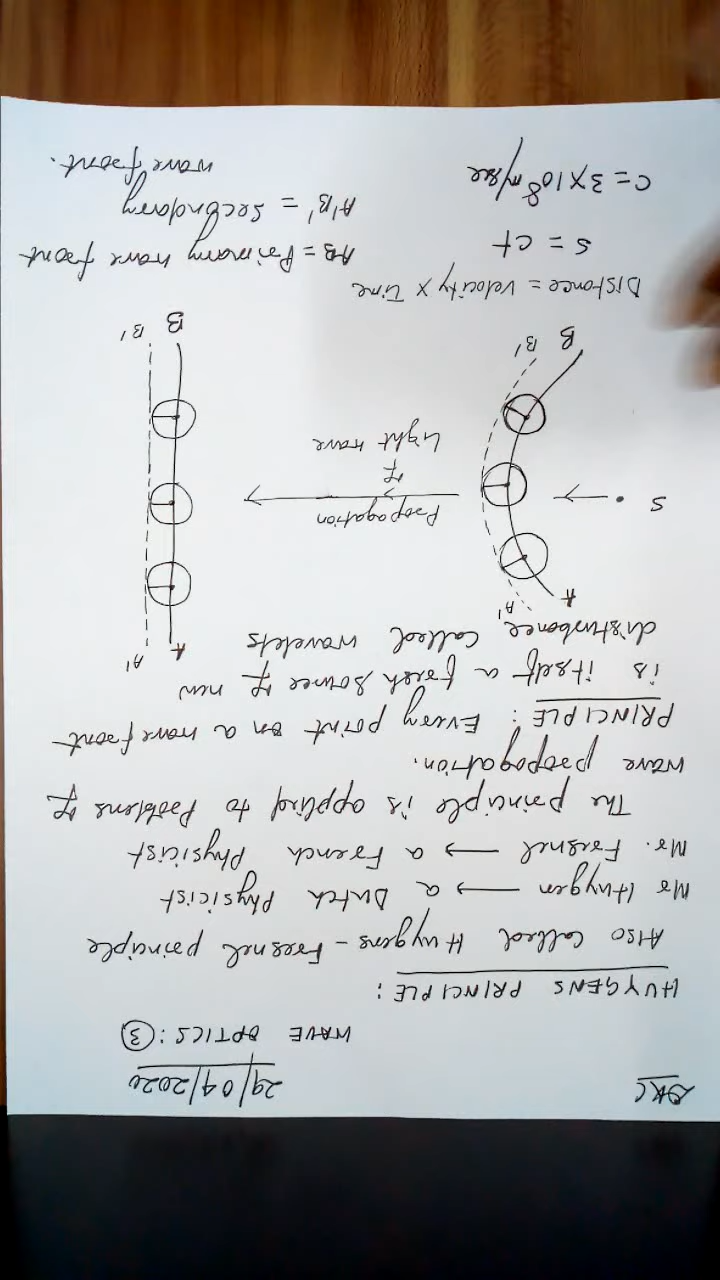 BKC
29/04/2020
WAVE OPTICS: 3
HUYGENS PRINCIPLE:
Also called Huygens-Fresnel principle
Mr Huygen → a Dutch Physicist
Mr. Fresnel → a French Physicist
The principle is appling to Problems of
wave propagation.
PRINCIPLE: Every point on a wave front
is itself a fresh source of new
disturbance called wavelets
A A'
S
B B'
Propagation
of
Light wave
A A'
B B'
Distance = velocity × Time
s = ct
C = 3×10⁸ m/sec
AB = Primary wave front
A'B' = Secondary
wave front.